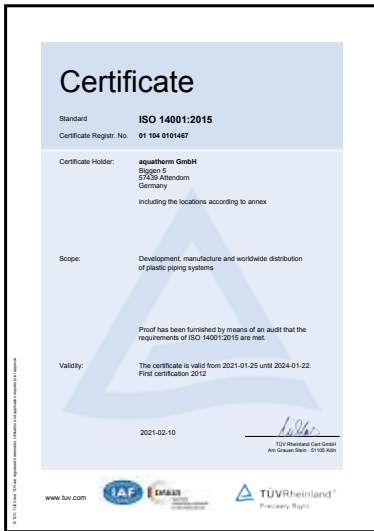 Certificate
Standard ISO 14001:2015
Certificate Registr. No. 01 104 0101467
Certificate Holder: aquatherm GmbH
Biggen 5
57439 Attendorn
Germany
including the locations according to annex
Scope: Development, manufacture and worldwide distribution
of plastic piping systems
Proof has been furnished by means of an audit that the
requirements of ISO 14001:2015 are met.
Validity: The certificate is valid from 2021-01-25 until 2024-01-22.
First certification 2012
2021-02-10
TÜV Rheinland Cert GmbH
Am Grauen Stein · 51105 Köln
www.tuv.com
IAF
DAkkS
TÜVRheinland®
Precisely Right.